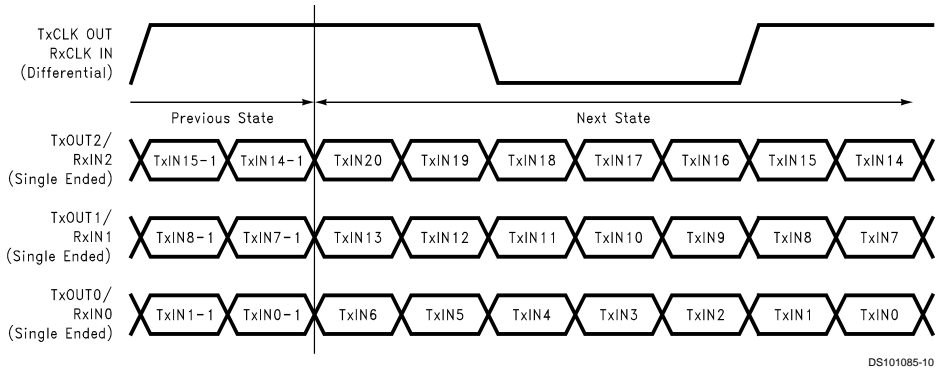 TxCLK OUT
RxCLK IN
(Differential)
Previous State
Next State
TxOUT2/
RxIN2
(Single Ended)
TxIN15-1 TxIN14-1 TxIN20 TxIN19 TxIN18 TxIN17 TxIN16 TxIN15 TxIN14
TxOUT1/
RxIN1
(Single Ended)
TxIN8-1 TxIN7-1 TxIN13 TxIN12 TxIN11 TxIN10 TxIN9 TxIN8 TxIN7
TxOUT0/
RxIN0
(Single Ended)
TxIN1-1 TxIN0-1 TxIN6 TxIN5 TxIN4 TxIN3 TxIN2 TxIN1 TxIN0
DS101085-10